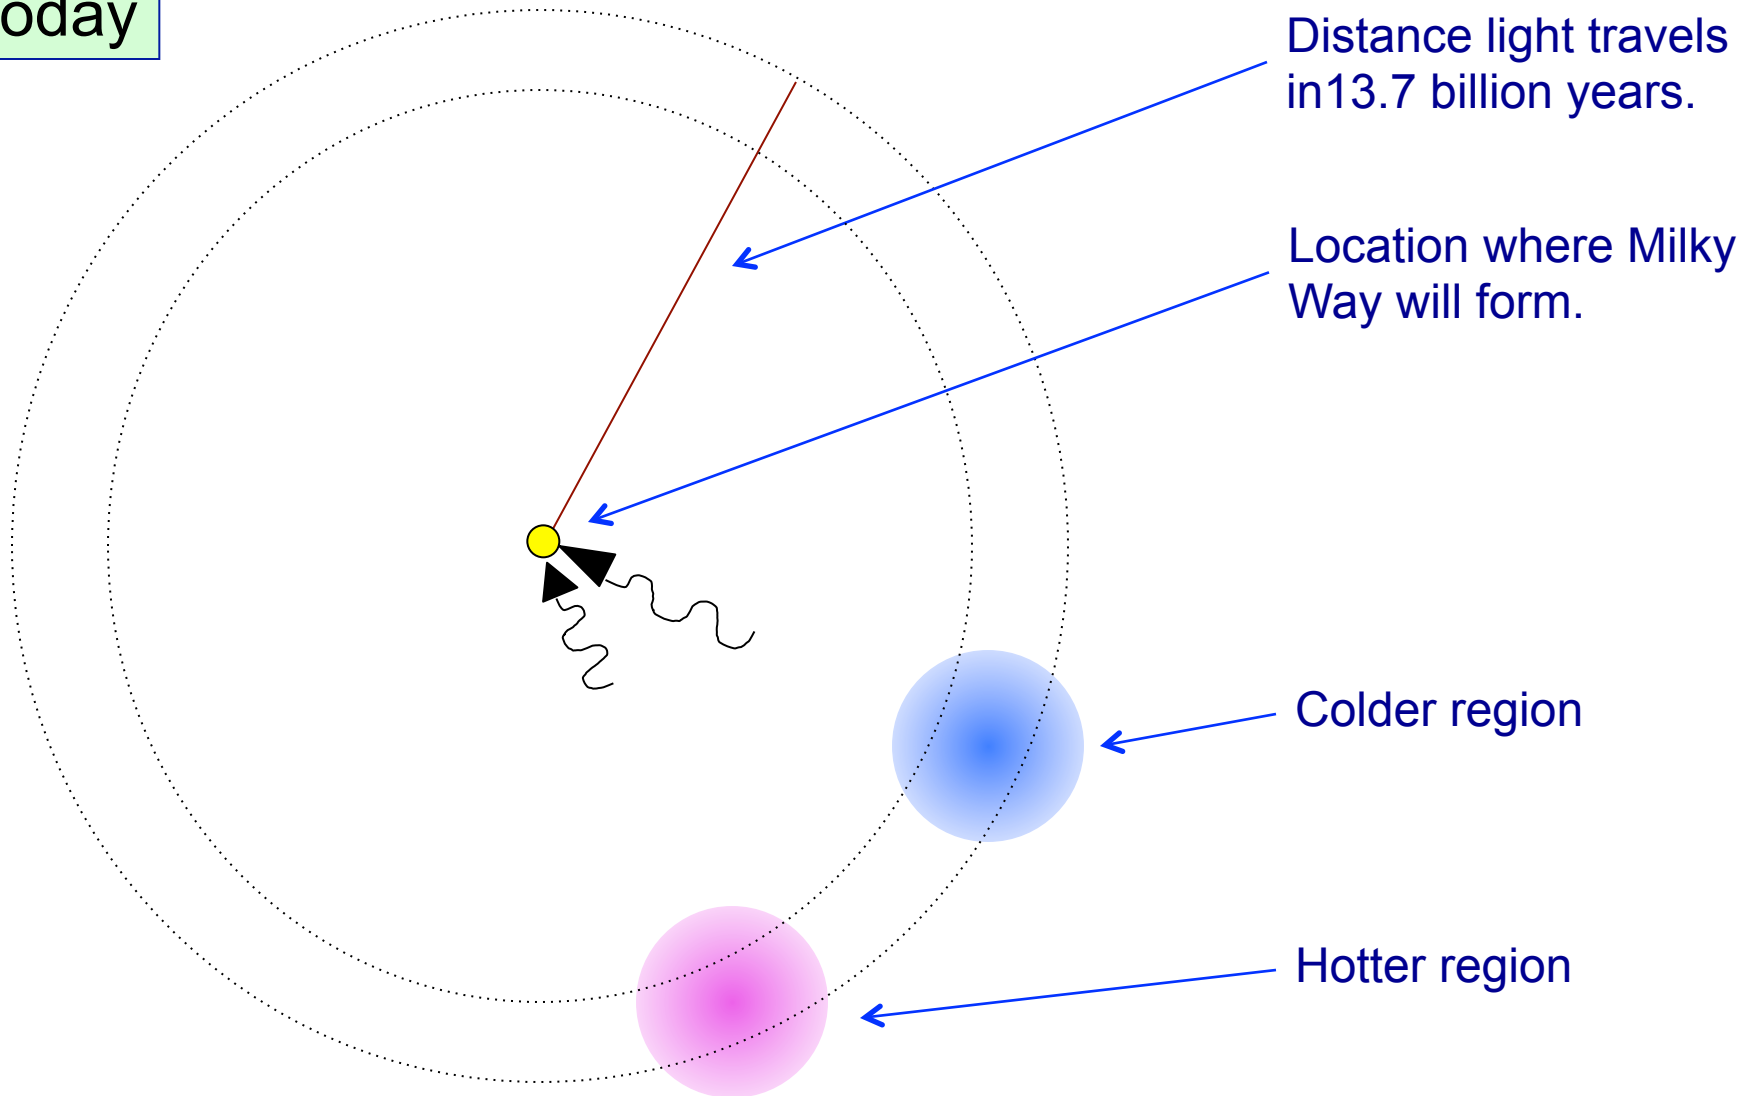 oday
Distance light travels
in13.7 billion years.
Location where Milky
Way will form.
Colder region
Hotter region